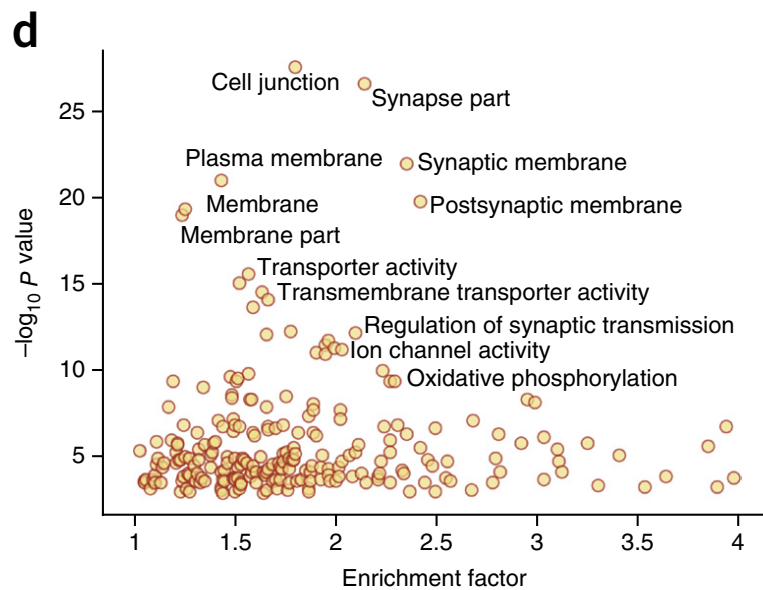 d
Cell junction
Synapse part
25
Plasma membrane
Synaptic membrane
20
Membrane
Postsynaptic membrane
Membrane part
Transporter activity
15
Transmembrane transporter activity
Regulation of synaptic transmission
Ion channel activity
10
Oxidative phosphorylation
5
–log10 P value
1 1.5 2 2.5 3 3.5 4
Enrichment factor